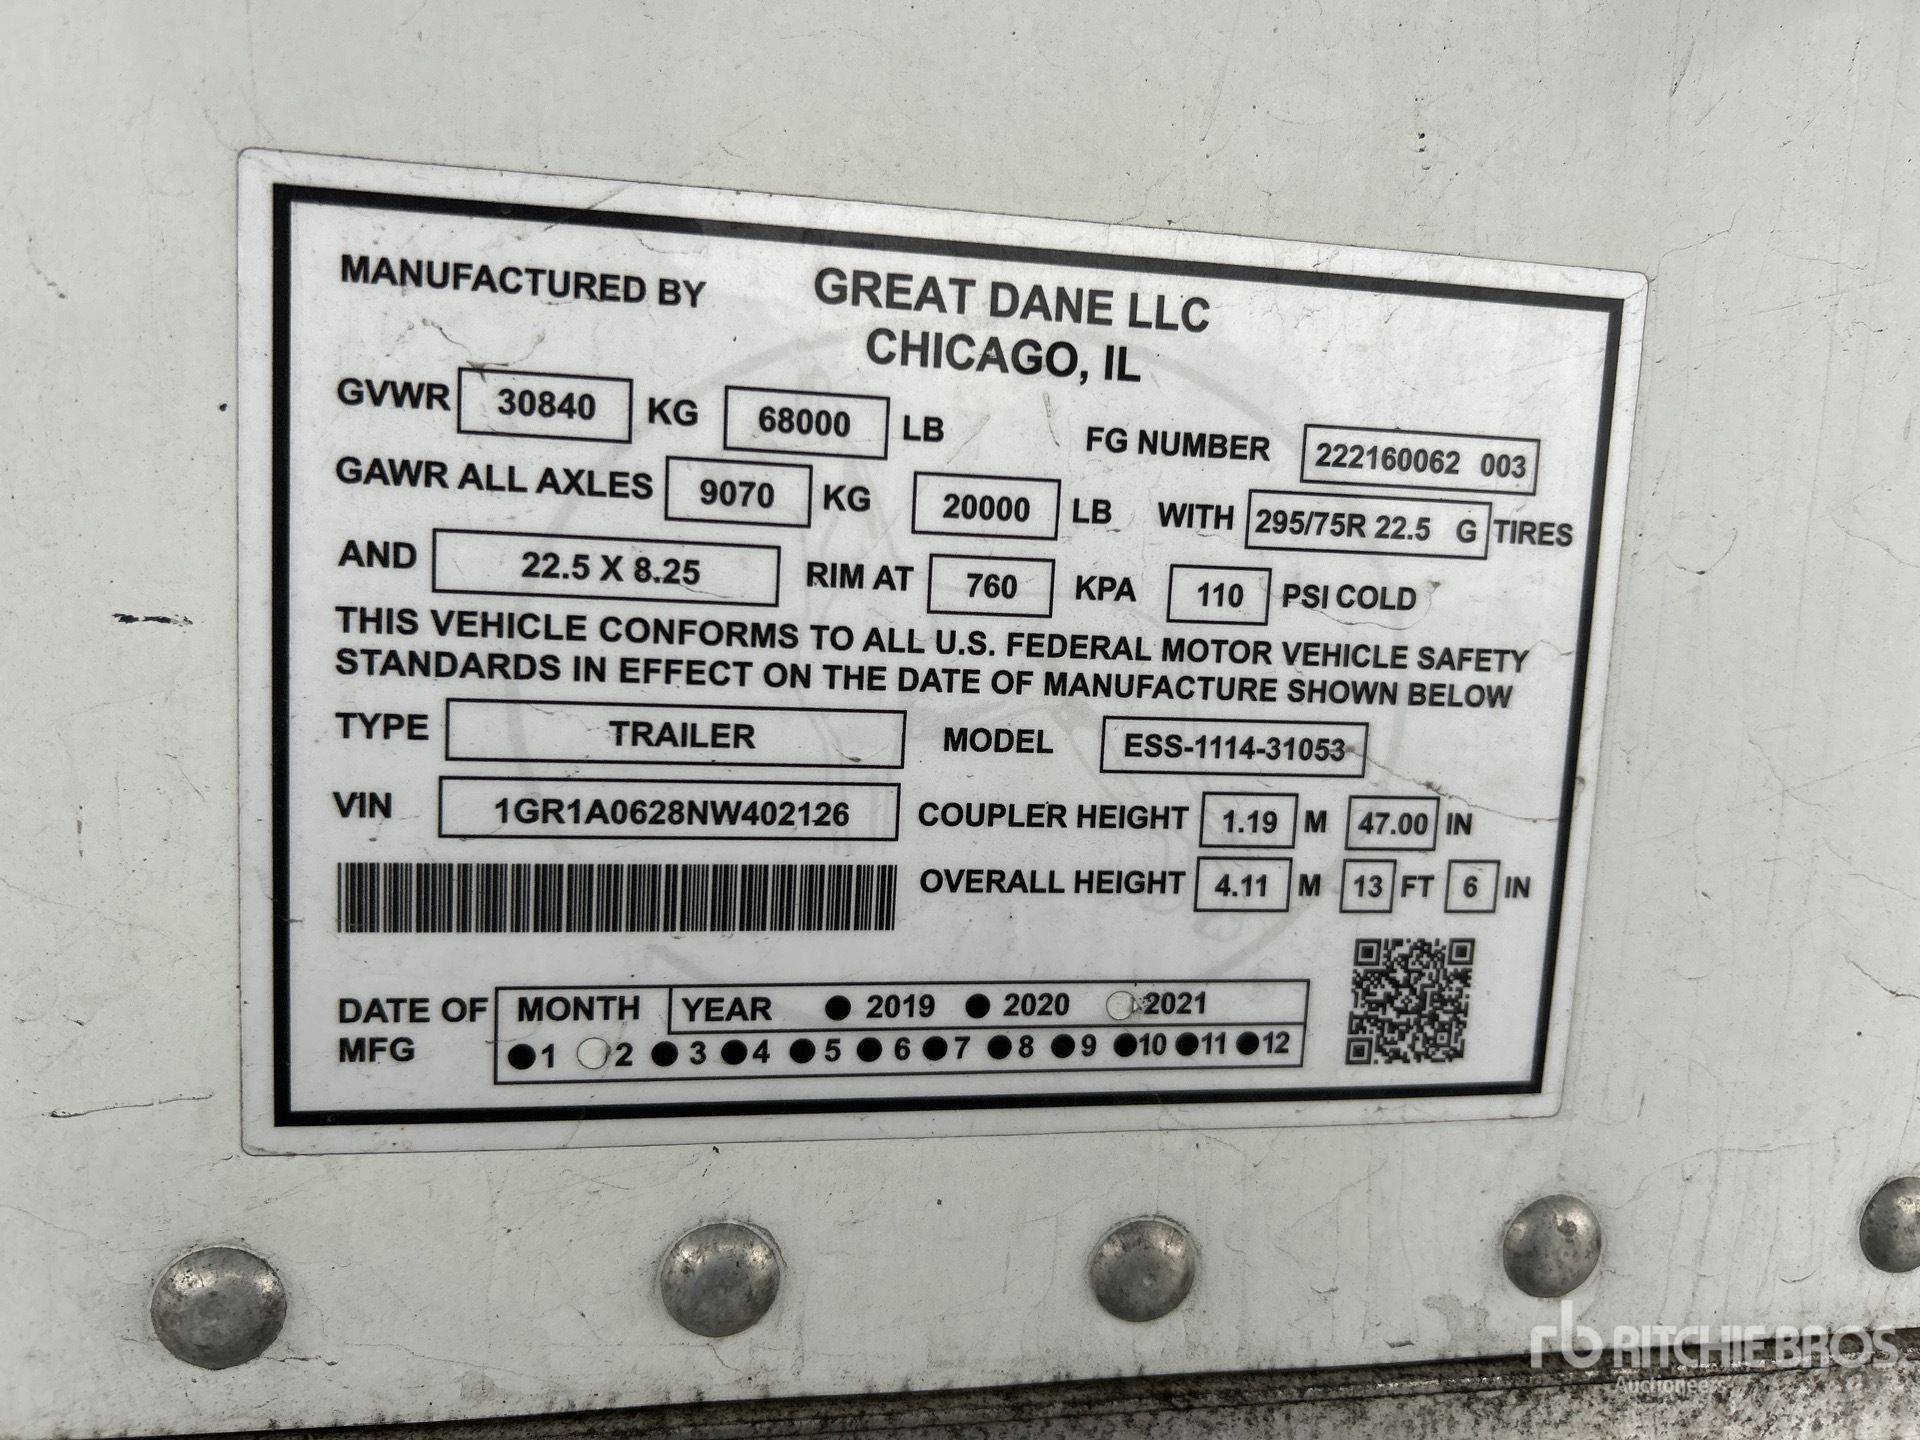 MANUFACTURED BY GREAT DANE LLC
CHICAGO, IL
GVWR 30840 KG 68000 LB FG NUMBER 222160062 003
GAWR ALL AXLES 9070 KG 20000 LB WITH 295/75R 22.5 G TIRES
AND 22.5 X 8.25 RIM AT 760 KPA 110 PSI COLD
THIS VEHICLE CONFORMS TO ALL U.S. FEDERAL MOTOR VEHICLE SAFETY
STANDARDS IN EFFECT ON THE DATE OF MANUFACTURE SHOWN BELOW
TYPE TRAILER MODEL ESS-1114-31053
VIN 1GR1A0628NW402126 COUPLER HEIGHT 1.19 M 47.00 IN
OVERALL HEIGHT 4.11 M 13 FT 6 IN
DATE OF MFG
MONTH YEAR 2019 2020 2021
1 2 3 4 5 6 7 8 9 10 11 12
rb RITCHIE BROS.
Auctioneers